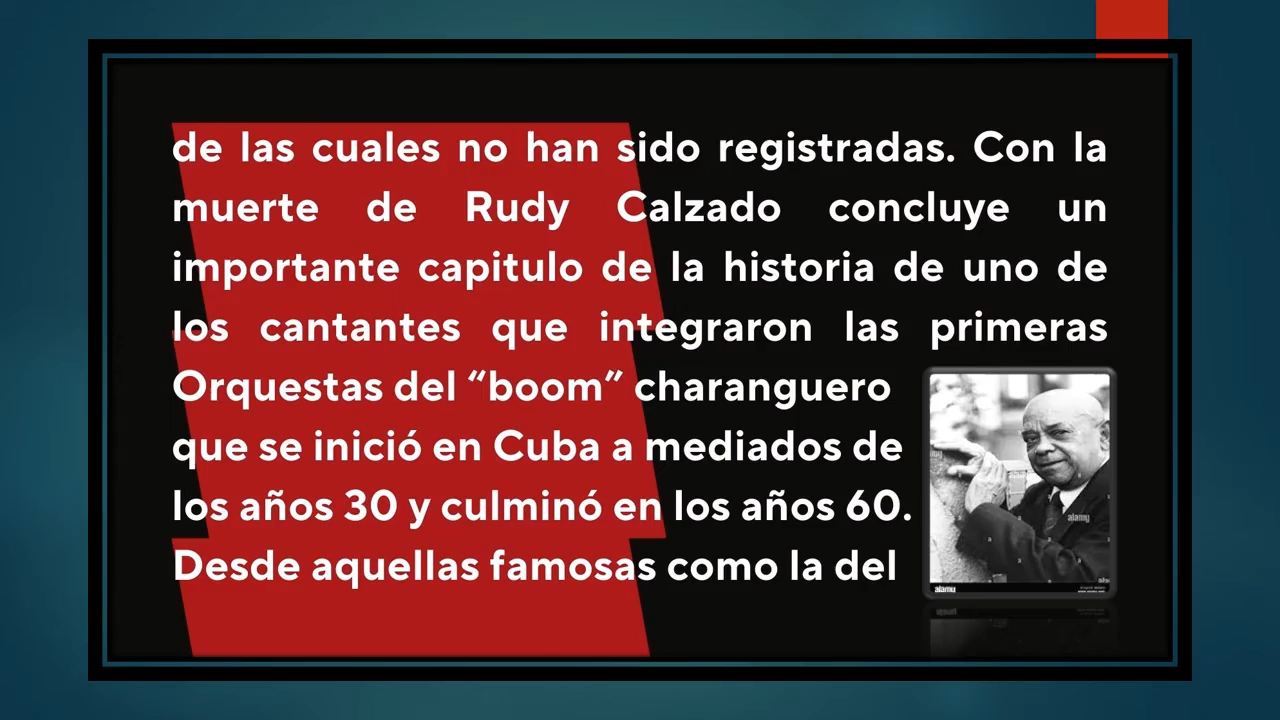 de las cuales no han sido registradas. Con la
muerte de Rudy Calzado concluye un
importante capitulo de la historia de uno de
los cantantes que integraron las primeras
Orquestas del “boom” charanguero
que se inició en Cuba a mediados de
los años 30 y culminó en los años 60.
Desde aquellas famosas como la del
alamy
alamy